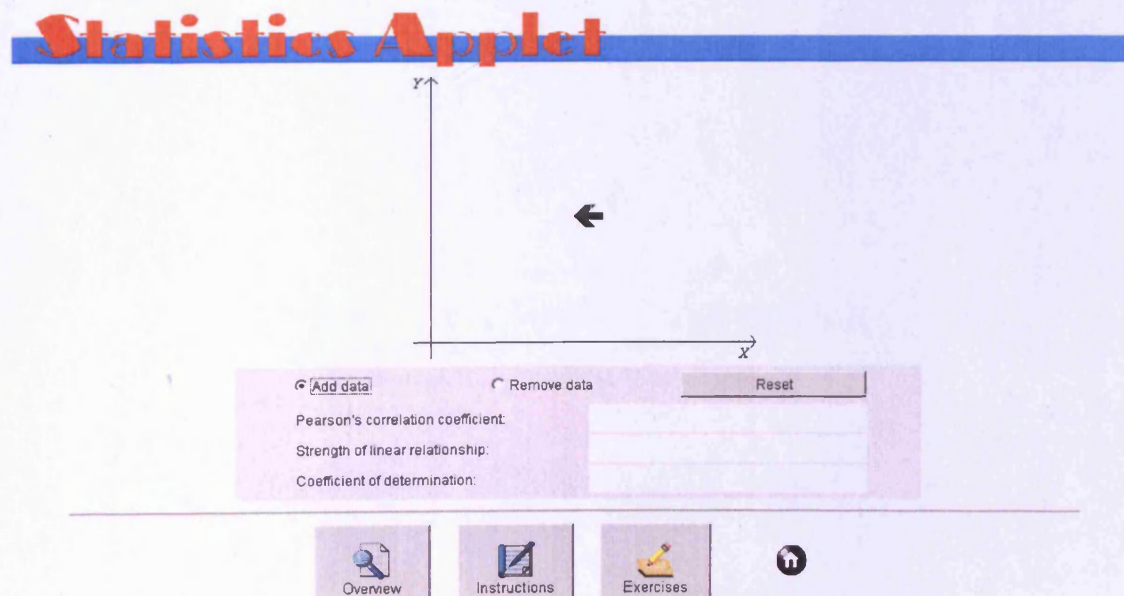 Statistics Applet
Y
X
Add data Remove data Reset
Pearson's correlation coefficient:
Strength of linear relationship:
Coefficient of determination:
Overview Instructions Exercises